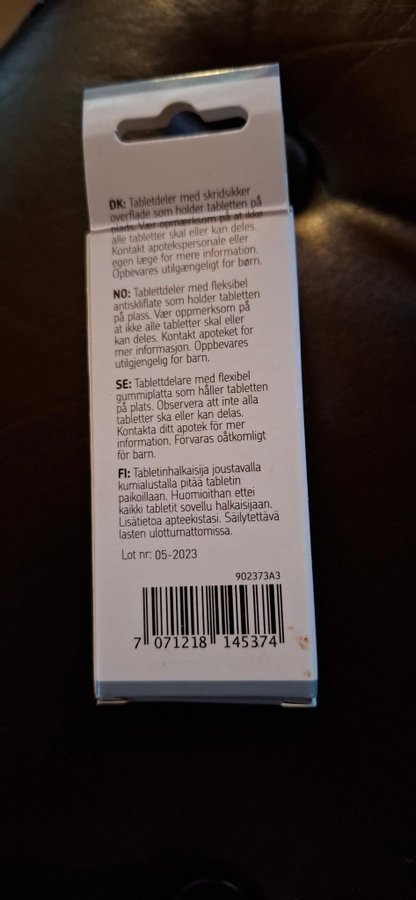 DK: Tabletdeler med skridsikker
overflade som holder tabletten på
plads. Vær opmærksom på at ikke
alle tabletter skal eller kan deles.
Kontakt apotekspersonale eller
egen læge for mere information.
Opbevares utilgængeligt for børn.
NO: Tablettdeler med fleksibel
antiskliflate som holder tabletten
på plass. Vær oppmerksom på
at ikke alle tabletter skal eller
kan deles. Kontakt apoteket for
mer informasjon. Oppbevares
utilgjengelig for barn.
SE: Tablettdelare med flexibel
gummiplatta som håller tabletten
på plats. Observera att inte alla
tabletter ska eller kan delas.
Kontakta ditt apotek för mer
information. Förvaras oåtkomligt
för barn.
FI: Tabletinhalkaisija joustavalla
kumialustalla pitää tabletin
paikoillaan. Huomioithan ettei
kaikki tabletit sovellu halkaisijaan.
Lisätietoa apteekistasi. Säilytettävä
lasten ulottumattomissa.
Lot nr: 05-2023
902373A3
7 071218 145374